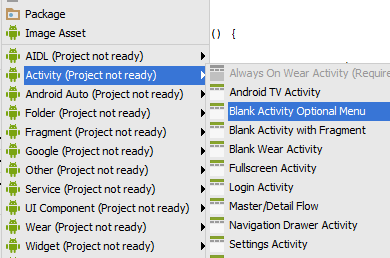 Package
Image Asset
() {
AIDL (Project not ready)
Activity (Project not ready)
Android Auto (Project not ready)
Folder (Project not ready)
Fragment (Project not ready)
Google (Project not ready)
Other (Project not ready)
Service (Project not ready)
UI Component (Project not ready)
Wear (Project not ready)
Widget (Project not ready)
Always On Wear Activity (Require
Android TV Activity
Blank Activity Optional Menu
Blank Activity with Fragment
Blank Wear Activity
Fullscreen Activity
Login Activity
Master/Detail Flow
Navigation Drawer Activity
Settings Activity